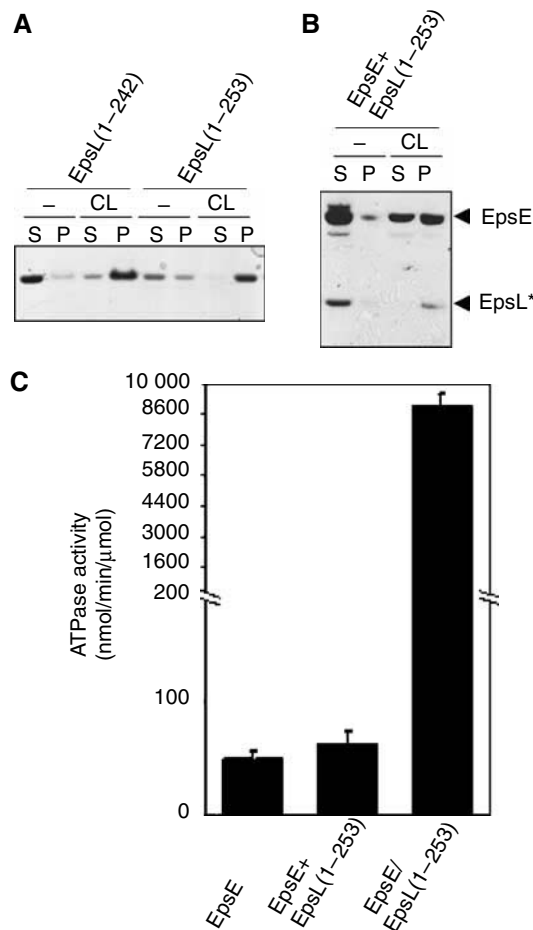 A
EpsL(1–242)
EpsL(1–253)
– CL – CL
S P S P S P S P
B
EpsE+
EpsL(1–253)
– CL
S P S P
EpsE
EpsL*
C
ATPase activity
(nmol/min/μmol)
10 000
8600
7200
5800
4400
3000
1600
200
100
0
EpsE
EpsE+
EpsL(1–253)
EpsE/
EpsL(1–253)